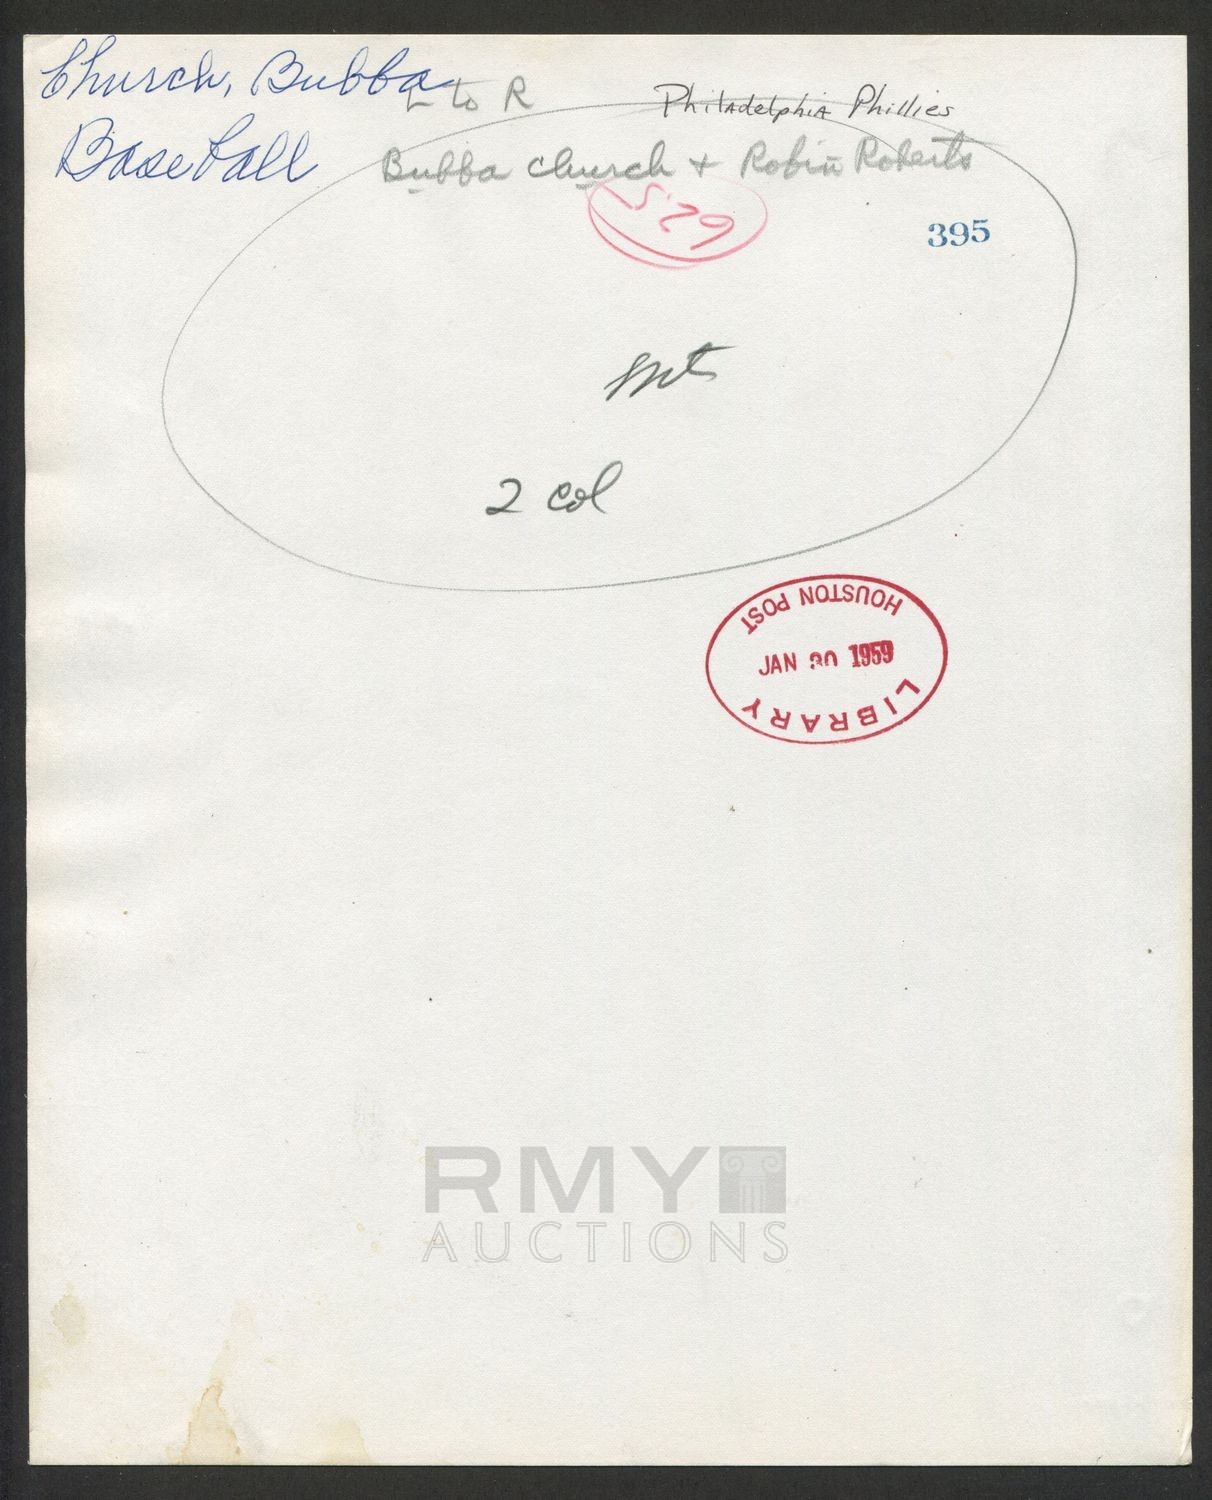 Church, Bubba
L to R
Philadelphia Phillies
Baseball
Bubba Church & Robin Roberts
395
2 col
HOUSTON POST
JAN 30 1959
LIBRARY
RMY
AUCTIONS